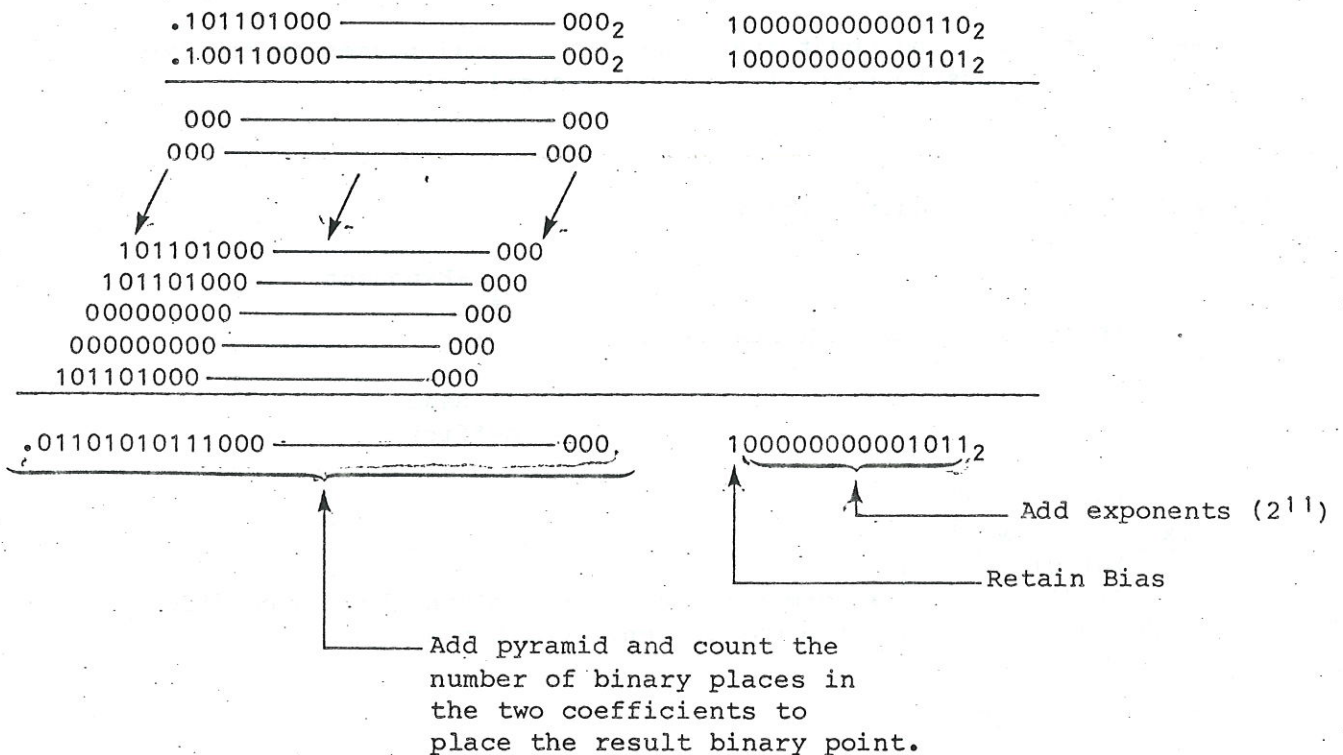 .101101000 ——— 000₂ 100000000000110₂
.100110000 ——— 000₂ 100000000000101₂
000 ——— 000
000 ——— 000
101101000 ——— 000
101101000 ——— 000
000000000 ——— 000
000000000 ——— 000
101101000 ——— 000
.01101010111000 ——— 000. 100000000001011₂
Add exponents (2¹¹)
Retain Bias
Add pyramid and count the
number of binary places in
the two coefficients to
place the result binary point.